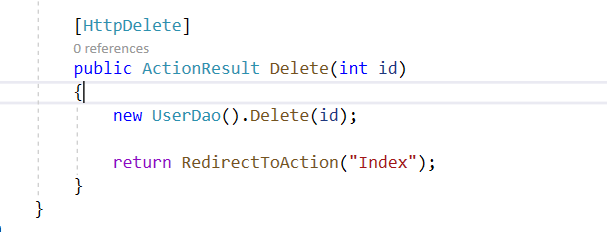 [HttpDelete]
0 references
public ActionResult Delete(int id)
{
new UserDao().Delete(id);
return RedirectToAction("Index");
}
}